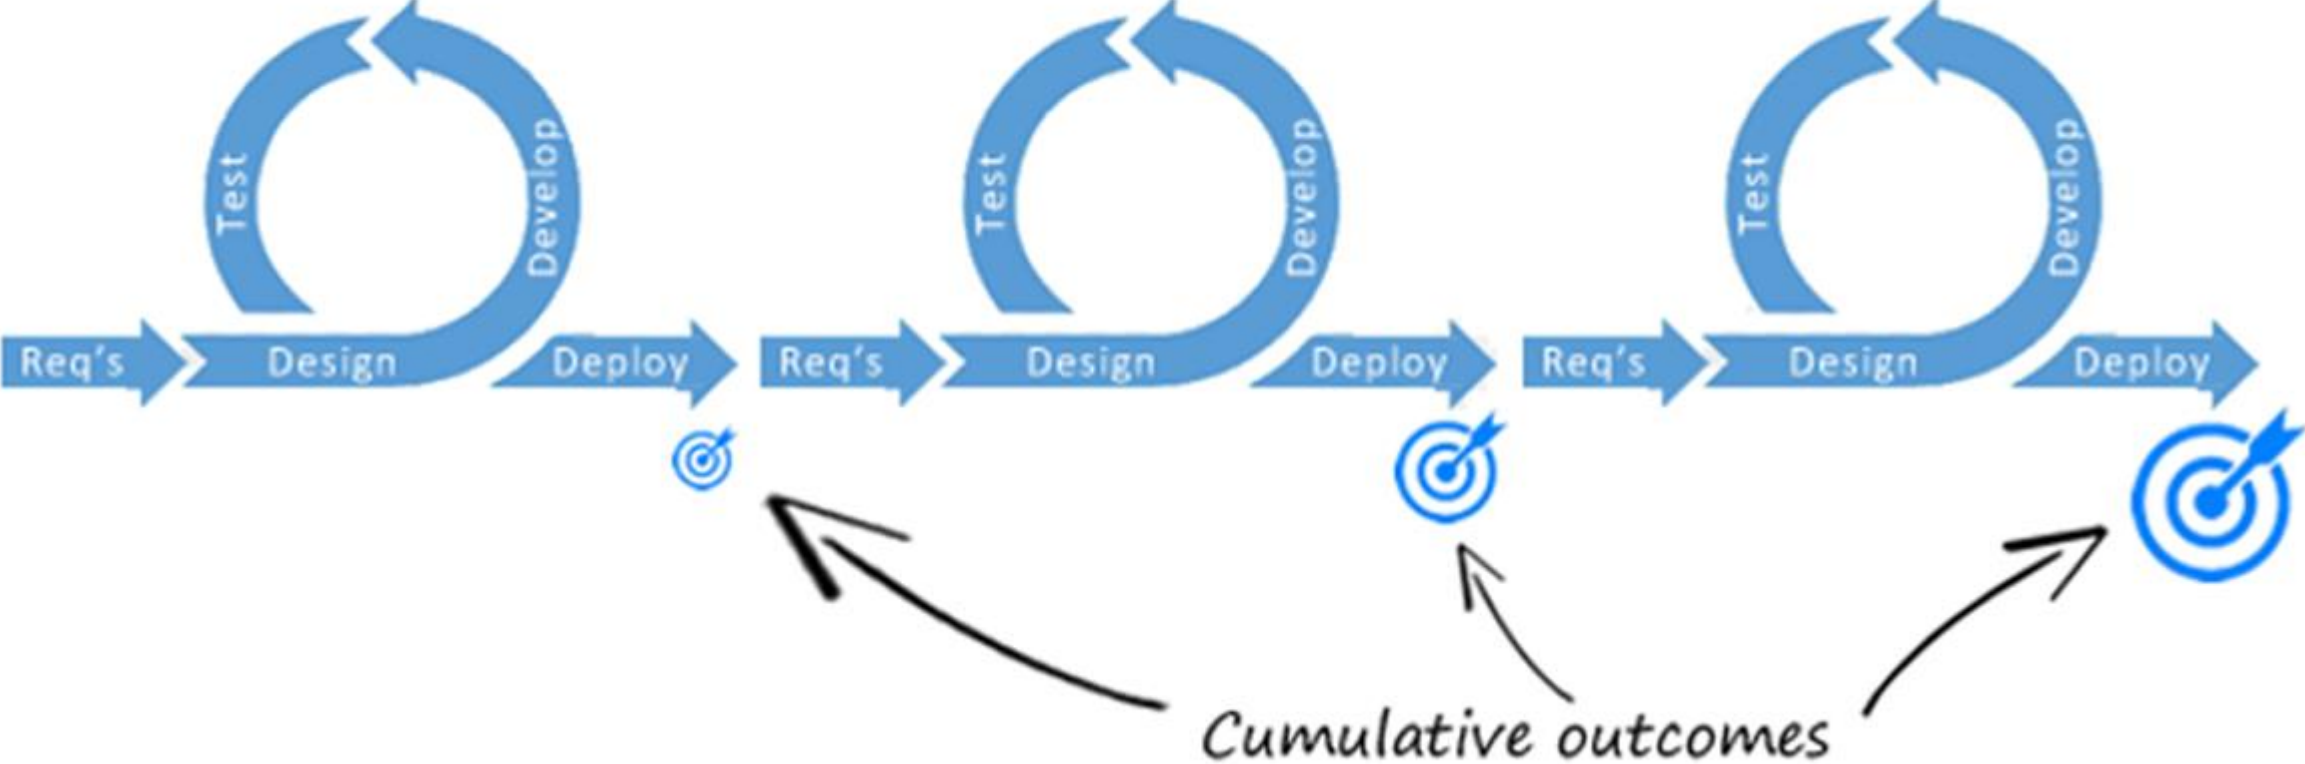 Test
Develop
Req's
Design
Deploy
Test
Develop
Req's
Design
Deploy
Test
Develop
Req's
Design
Deploy
Cumulative outcomes